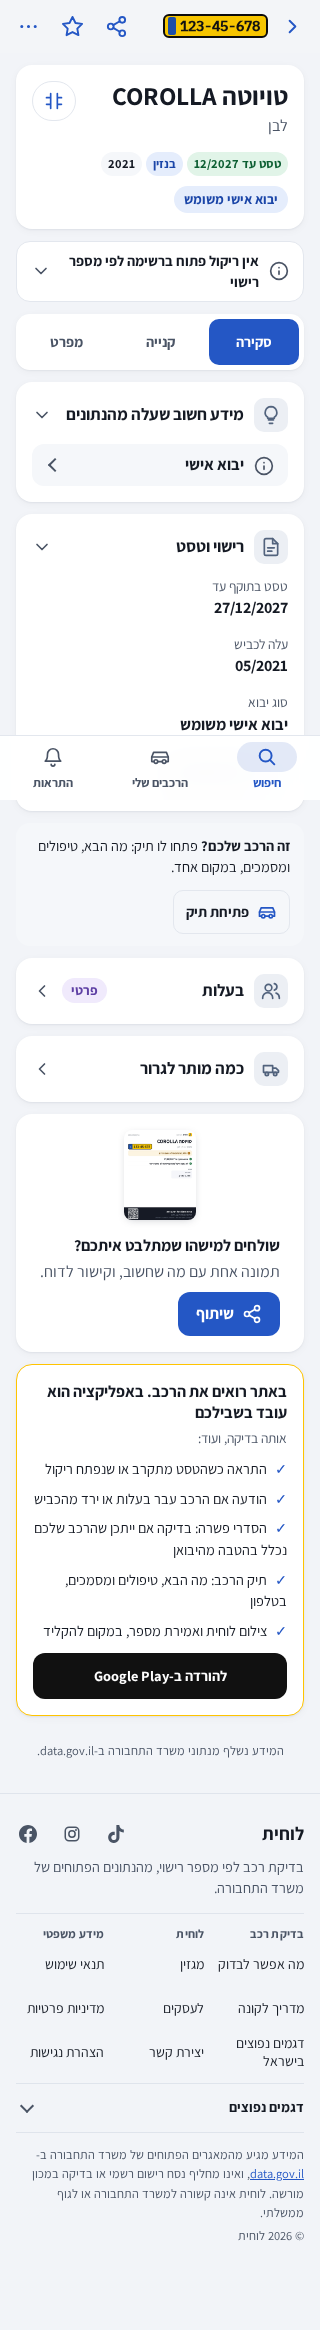 123-45-678
טויוטה COROLLA
לבן
טסט עד 12/2027
בנזין
2021
יבוא אישי משומש
אין ריקול פתוח ברשימה לפי מספר
רישוי
סקירה
קנייה
מפרט
מידע חשוב שעלה מהנתונים
יבוא אישי
רישוי וטסט
טסט בתוקף עד
27/12/2027
עלה לכביש
05/2021
סוג יבוא
יבוא אישי משומש
חיפוש
הרכבים שלי
התראות
זה הרכב שלכם? פתחו לו תיק: מה הבא, טיפולים
ומסמכים, במקום אחד.
פתיחת תיק
בעלות
פרטי
כמה מותר לגרור
שולחים למישהו שמתלבט איתכם?
תמונה אחת עם מה שחשוב, וקישור לדוח.
שיתוף
באתר רואים את הרכב. באפליקציה הוא
עובד בשבילכם
אותה בדיקה, ועוד:
✓ התראה כשהטסט מתקרב או שנפתח ריקול
✓ הודעה אם הרכב עבר בעלות או ירד מהכביש
✓ הסדרי פשרה: בדיקה אם ייתכן שהרכב שלכם
נכלל בהטבה מהיבואן
✓ תיק הרכב: מה הבא, טיפולים ומסמכים,
בטלפון
✓ צילום לוחית ואמירת מספר, במקום להקליד
להורדה ב-Google Play
המידע נשלף מנתוני משרד התחבורה ב-data.gov.il.
לוחית
בדיקת רכב לפי מספר רישוי, מהנתונים הפתוחים של
משרד התחבורה.
בדיקת רכב
לוחית
מידע משפטי
מה אפשר לבדוק
מגזין
תנאי שימוש
מדריך לקונה
לעסקים
מדיניות פרטיות
דגמים נפוצים
בישראל
יצירת קשר
הצהרת נגישות
דגמים נפוצים
המידע מגיע מהמאגרים הפתוחים של משרד התחבורה ב-
data.gov.il, ואינו מחליף נסח רישום רשמי או בדיקה במכון
מורשה. לוחית אינה קשורה למשרד התחבורה או לגוף
ממשלתי.
© 2026 לוחית